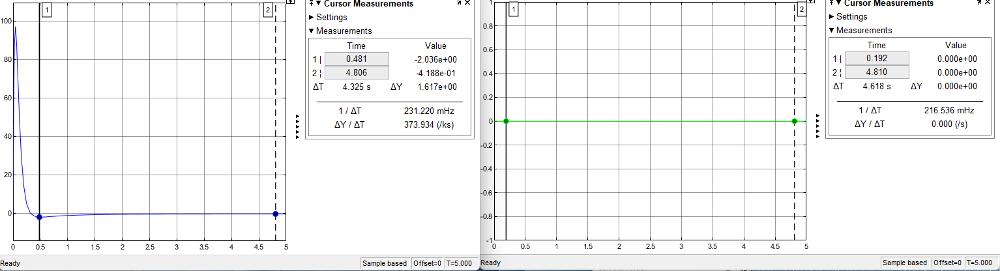 1
2
100
80
60
40
20
0
0 0.5 1 1.5 2 2.5 3 3.5 4 4.5 5
Ready
Sample based Offset=0 T=5.000
▼ Cursor Measurements
▶ Settings
▼ Measurements
Time Value
1 | 0.481 -2.036e+00
2 ¦ 4.806 -4.188e-01
ΔT 4.325 s ΔY 1.617e+00
1 / ΔT 231.220 mHz
ΔY / ΔT 373.934 (/ks)
1
2
1
0.8
0.6
0.4
0.2
0
-0.2
-0.4
-0.6
-0.8
-1
0 0.5 1 1.5 2 2.5 3 3.5 4 4.5 5
Ready
Sample based Offset=0 T=5.000
▼ Cursor Measurements
▶ Settings
▼ Measurements
Time Value
1 | 0.192 0.000e+00
2 ¦ 4.810 0.000e+00
ΔT 4.618 s ΔY 0.000e+00
1 / ΔT 216.536 mHz
ΔY / ΔT 0.000 (/s)